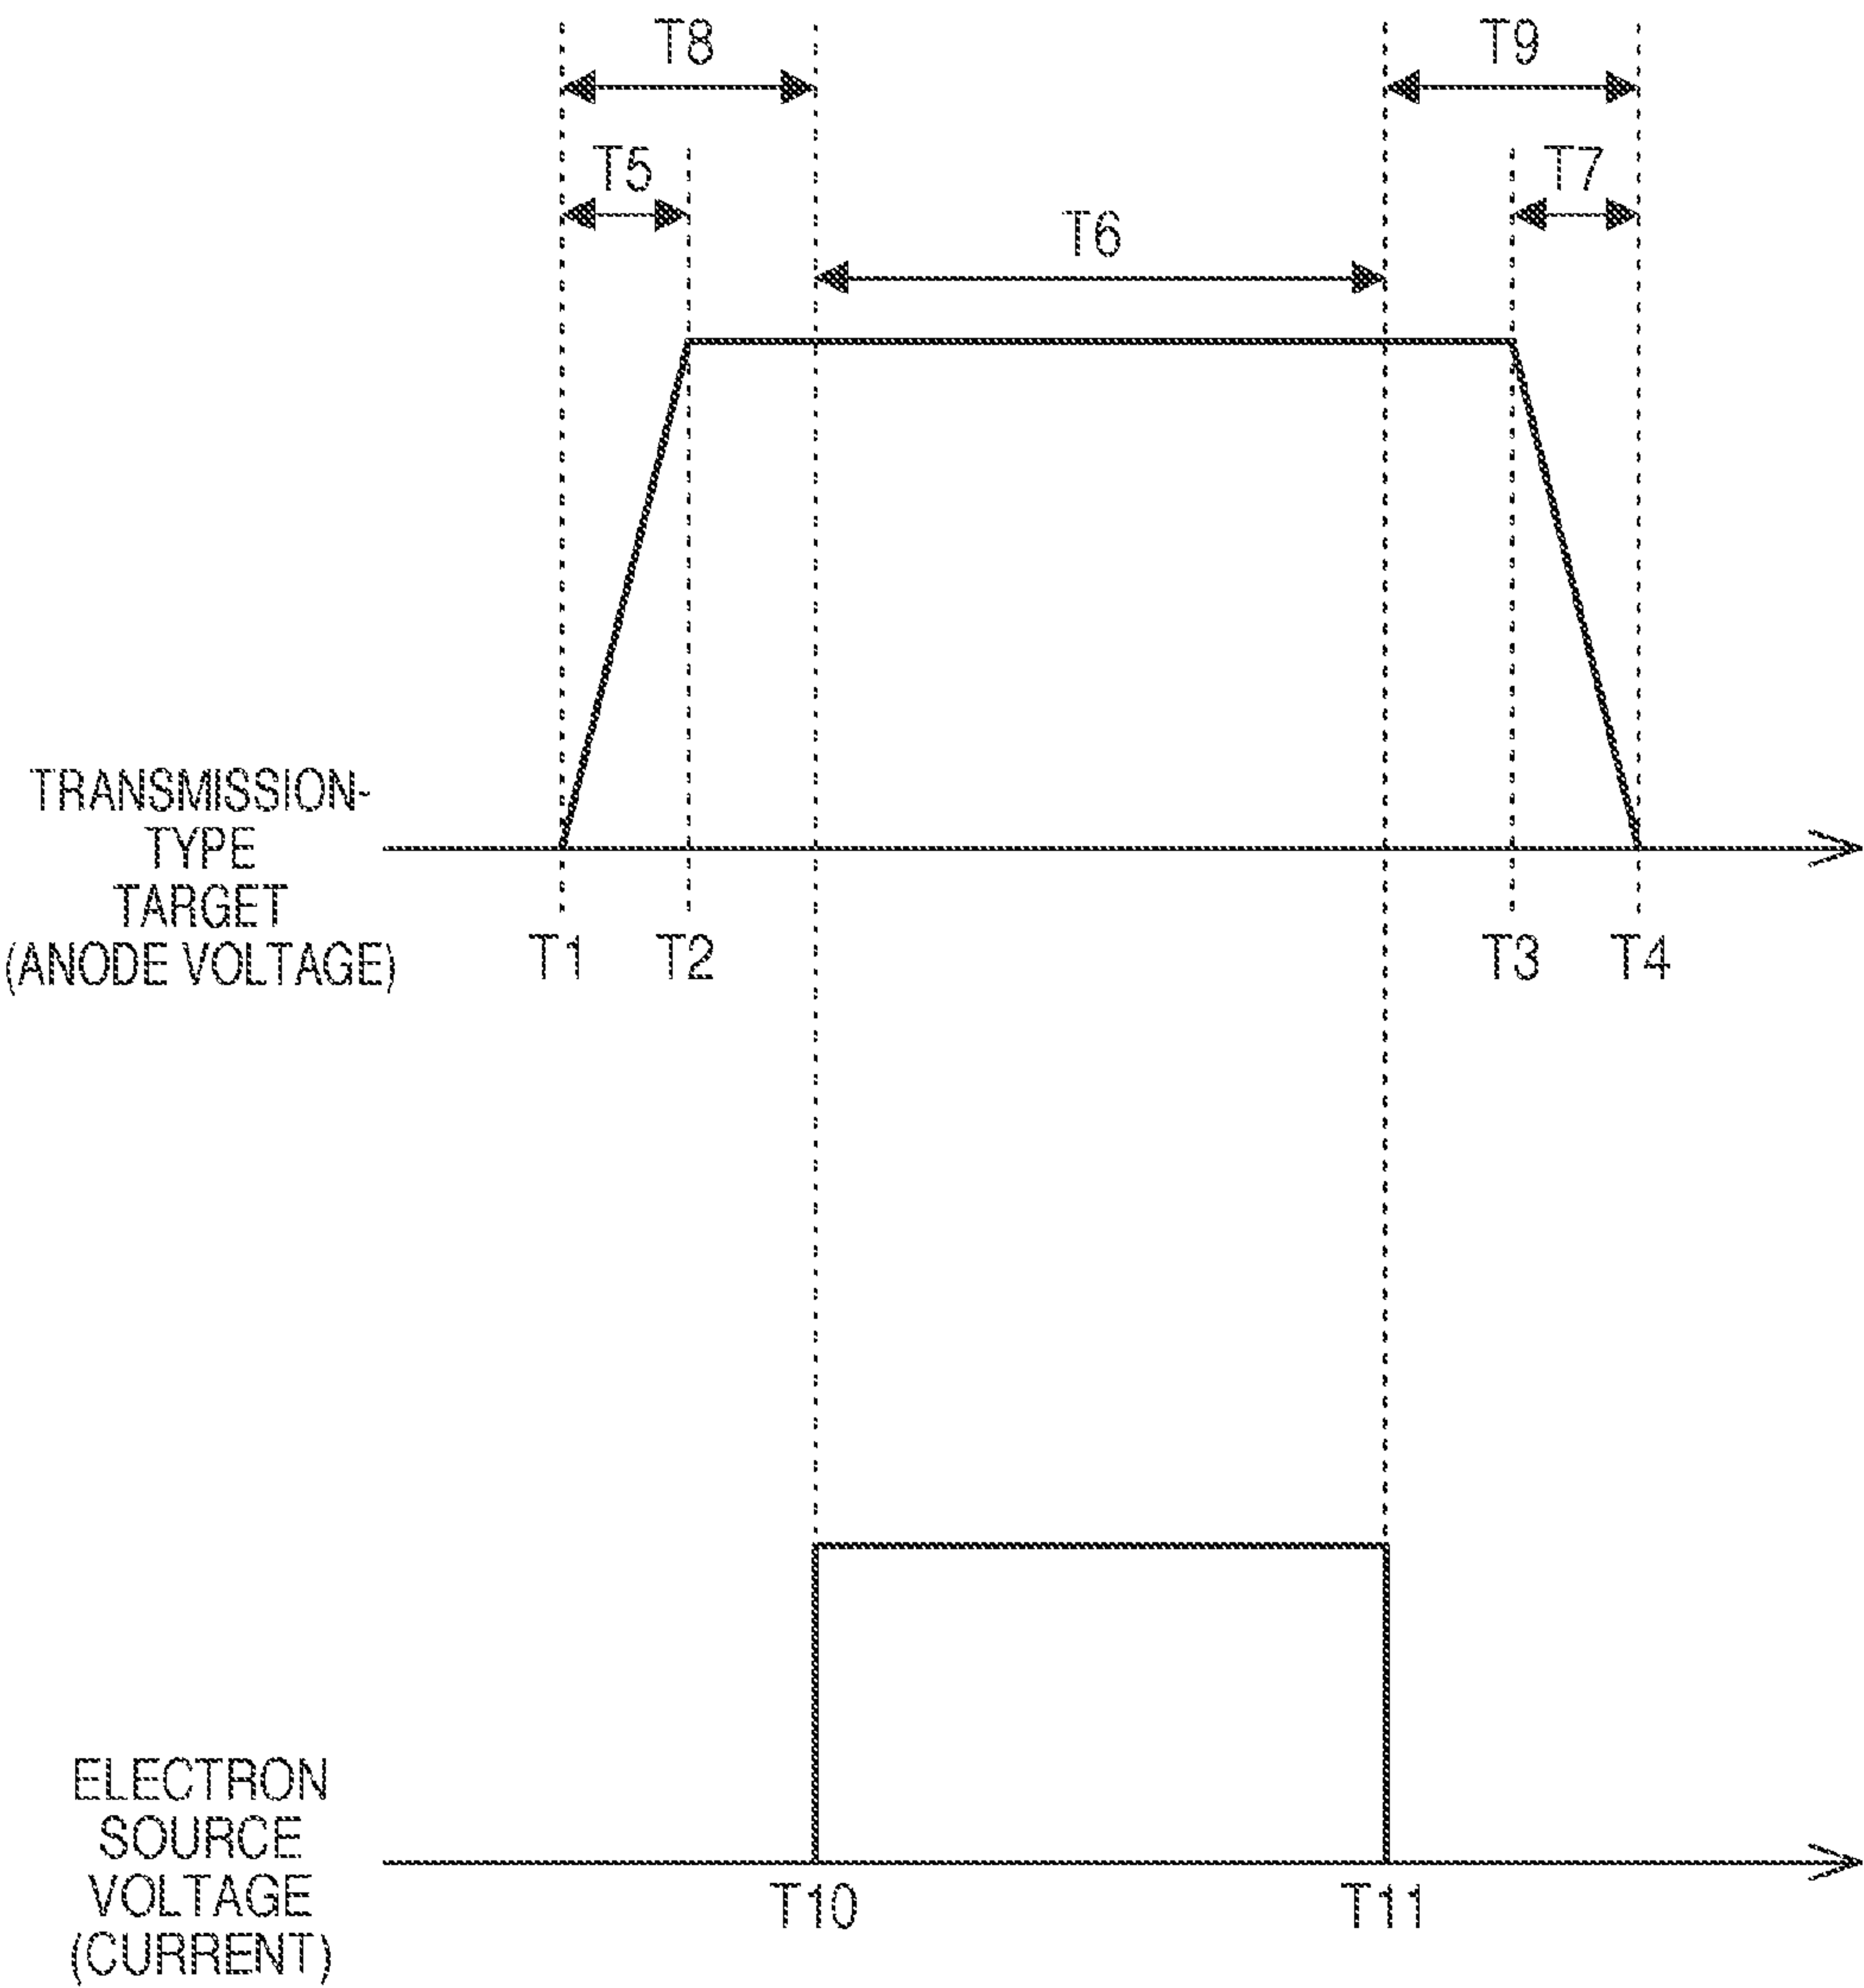 T8
T9
T5
T7
T6
TRANSMISSION-
TYPE
TARGET
(ANODE VOLTAGE)
T1
T2
T3
T4
ELECTRON
SOURCE
VOLTAGE
(CURRENT)
T10
T11